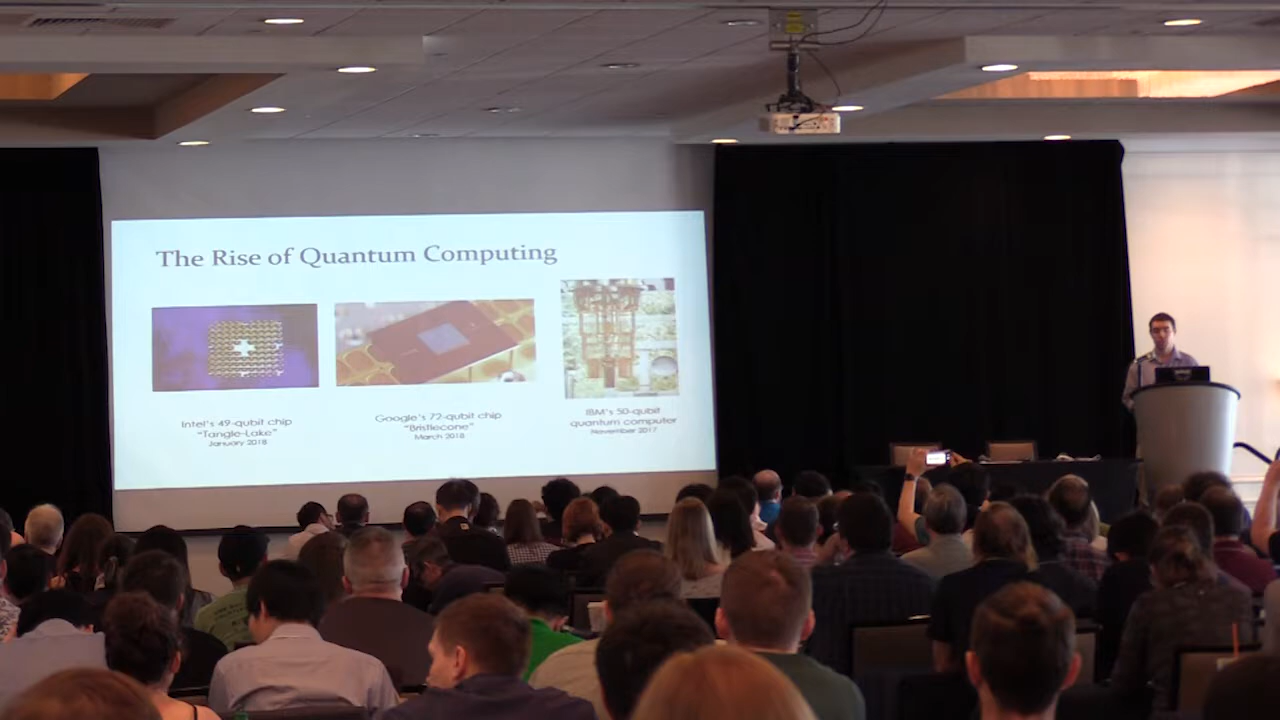 The Rise of Quantum Computing
Intel's 49-qubit chip
"Tangle-Lake"
January 2018
Google's 72-qubit chip
"Bristlecone"
March 2018
IBM's 50-qubit
quantum computer
November 2017